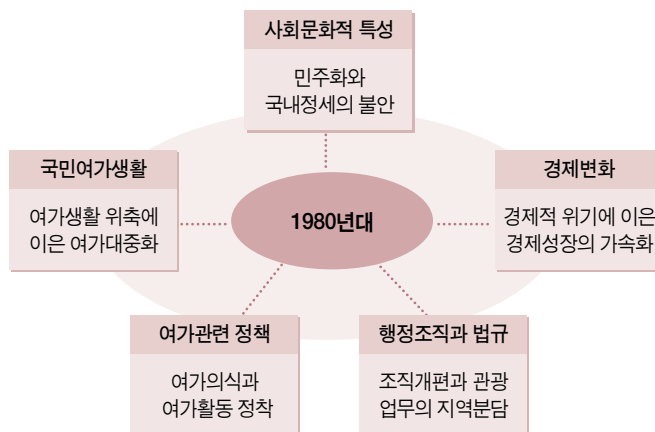 사회문화적 특성
민주화와
국내정세의 불안
국민여가생활
여가생활 위축에
이은 여가대중화
1980년대
경제변화
경제적 위기에 이은
경제성장의 가속화
여가관련 정책
여가의식과
여가활동 정착
행정조직과 법규
조직개편과 관광
업무의 지역분담